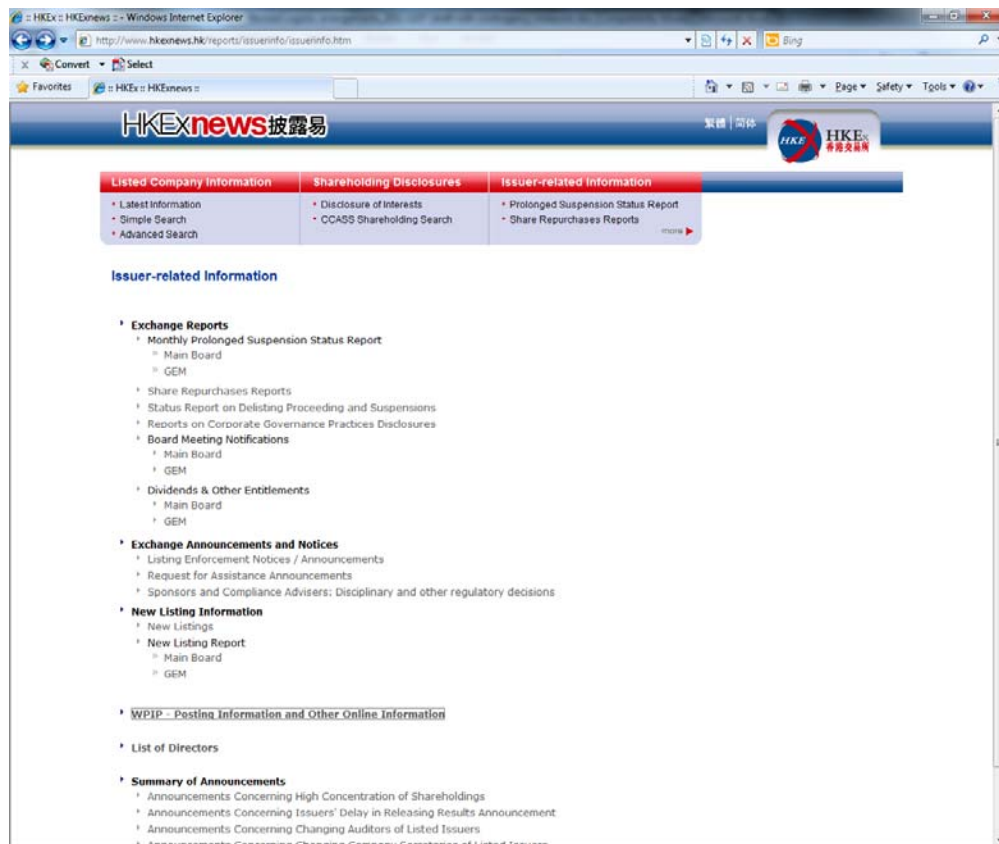 :: HKEx :: HKExnews :: - Windows Internet Explorer
http://www.hkexnews.hk/reports/issuerinfo/issuerinfo.htm
Bing
x Convert Select
Favorites :: HKEx :: HKExnews :: Page Safety Tools
HKExnews披露易
繁體 | 简体
HKEx HKEx
香港交易所
Listed Company Information Shareholding Disclosures Issuer-related Information
Latest Information Disclosure of Interests Prolonged Suspension Status Report
Simple Search CCASS Shareholding Search Share Repurchases Reports
Advanced Search more
Issuer-related Information
Exchange Reports
Monthly Prolonged Suspension Status Report
Main Board
GEM
Share Repurchases Reports
Status Report on Delisting Proceeding and Suspensions
Reports on Corporate Governance Practices Disclosures
Board Meeting Notifications
Main Board
GEM
Dividends & Other Entitlements
Main Board
GEM
Exchange Announcements and Notices
Listing Enforcement Notices / Announcements
Request for Assistance Announcements
Sponsors and Compliance Advisers: Disciplinary and other regulatory decisions
New Listing Information
New Listings
New Listing Report
Main Board
GEM
WPIP - Posting Information and Other Online Information
List of Directors
Summary of Announcements
Announcements Concerning High Concentration of Shareholdings
Announcements Concerning Issuers' Delay in Releasing Results Announcement
Announcements Concerning Changing Auditors of Listed Issuers
Announcements Concerning Changing Company Secretaries of Listed Issuers